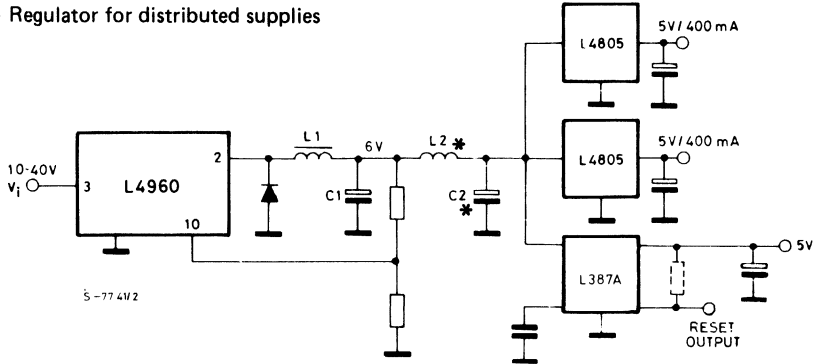 Regulator for distributed supplies
5V/400 mA
L4805
L1
6V
L2 *
5V/400 mA
L4805
10-40V
Vi
3
L4960
2
10
C1
C2
*
5V
L387A
RESET
OUTPUT
S-7741/2